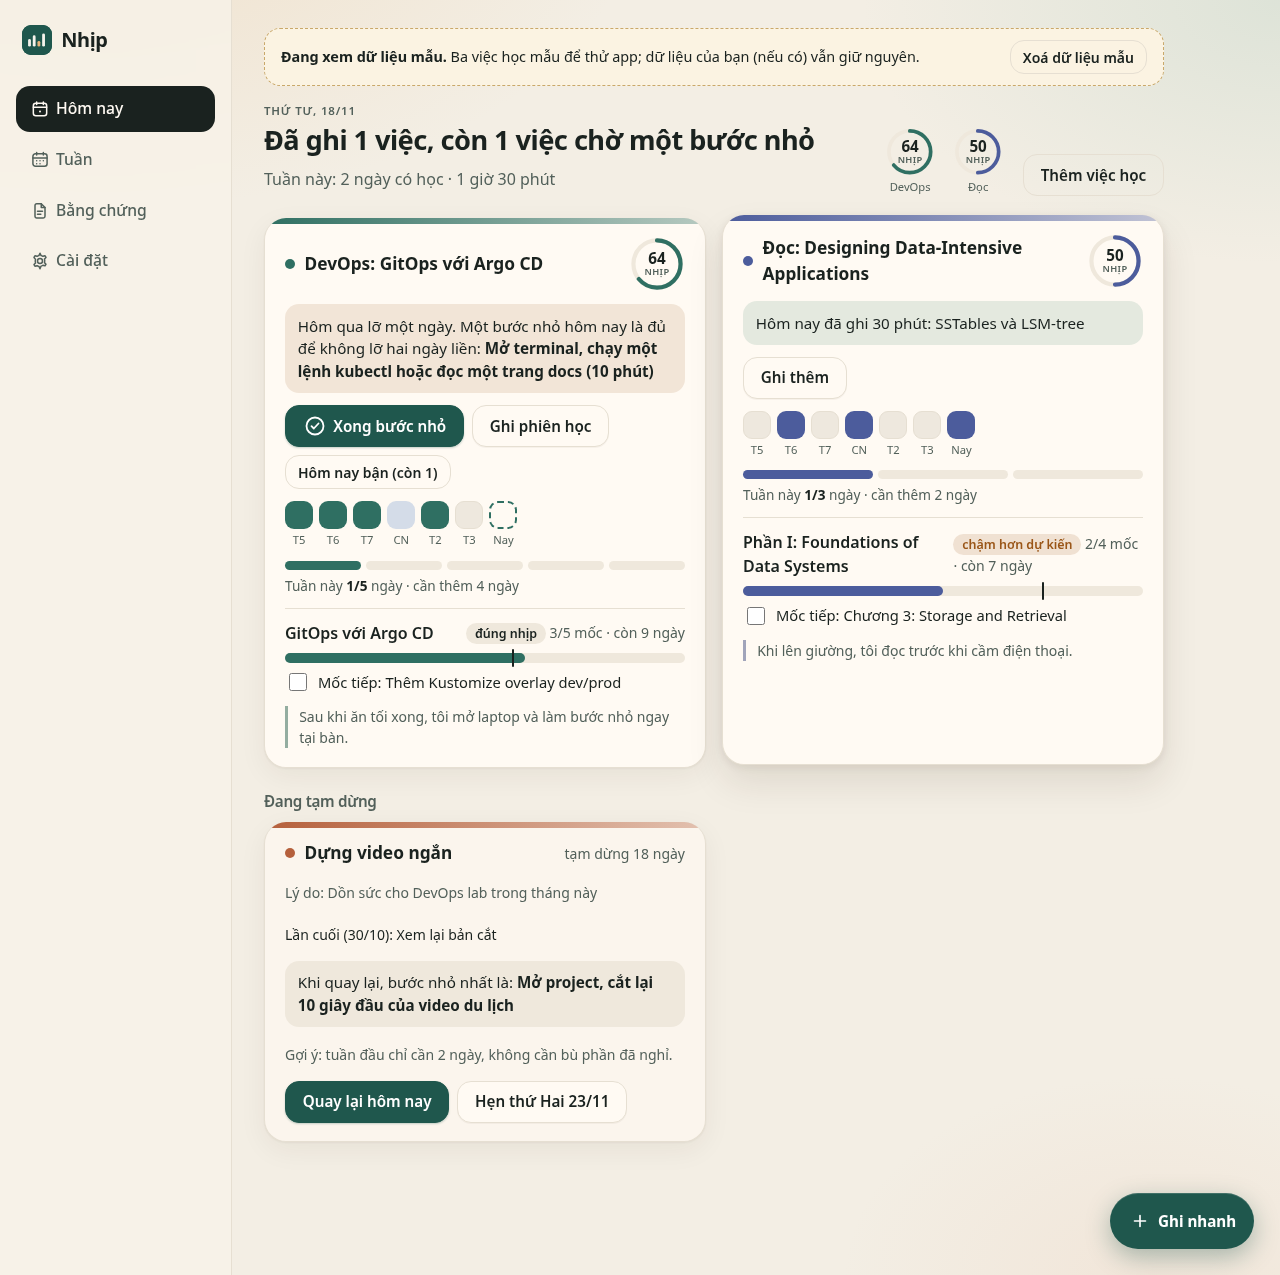 Nhịp
Hôm nay
Tuần
Bằng chứng
Cài đặt
Đang xem dữ liệu mẫu. Ba việc học mẫu để thử app; dữ liệu của bạn (nếu có) vẫn giữ nguyên.
Xoá dữ liệu mẫu
THỨ TƯ, 18/11
Đã ghi 1 việc, còn 1 việc chờ một bước nhỏ
Tuần này: 2 ngày có học · 1 giờ 30 phút
64
NHỊP
DevOps
50
NHỊP
Đọc
Thêm việc học
DevOps: GitOps với Argo CD
64
NHỊP
Hôm qua lỡ một ngày. Một bước nhỏ hôm nay là đủ
để không lỡ hai ngày liền: Mở terminal, chạy một
lệnh kubectl hoặc đọc một trang docs (10 phút)
Xong bước nhỏ
Ghi phiên học
Hôm nay bận (còn 1)
T5 T6 T7 CN T2 T3 Nay
Tuần này 1/5 ngày · cần thêm 4 ngày
GitOps với Argo CD
đúng nhịp 3/5 mốc · còn 9 ngày
Mốc tiếp: Thêm Kustomize overlay dev/prod
Sau khi ăn tối xong, tôi mở laptop và làm bước nhỏ ngay
tại bàn.
Đọc: Designing Data-Intensive
Applications
50
NHỊP
Hôm nay đã ghi 30 phút: SSTables và LSM-tree
Ghi thêm
T5 T6 T7 CN T2 T3 Nay
Tuần này 1/3 ngày · cần thêm 2 ngày
Phần I: Foundations of
Data Systems
chậm hơn dự kiến 2/4 mốc
· còn 7 ngày
Mốc tiếp: Chương 3: Storage and Retrieval
Khi lên giường, tôi đọc trước khi cầm điện thoại.
Đang tạm dừng
Dựng video ngắn
tạm dừng 18 ngày
Lý do: Dồn sức cho DevOps lab trong tháng này
Lần cuối (30/10): Xem lại bản cắt
Khi quay lại, bước nhỏ nhất là: Mở project, cắt lại
10 giây đầu của video du lịch
Gợi ý: tuần đầu chỉ cần 2 ngày, không cần bù phần đã nghỉ.
Quay lại hôm nay
Hẹn thứ Hai 23/11
Ghi nhanh